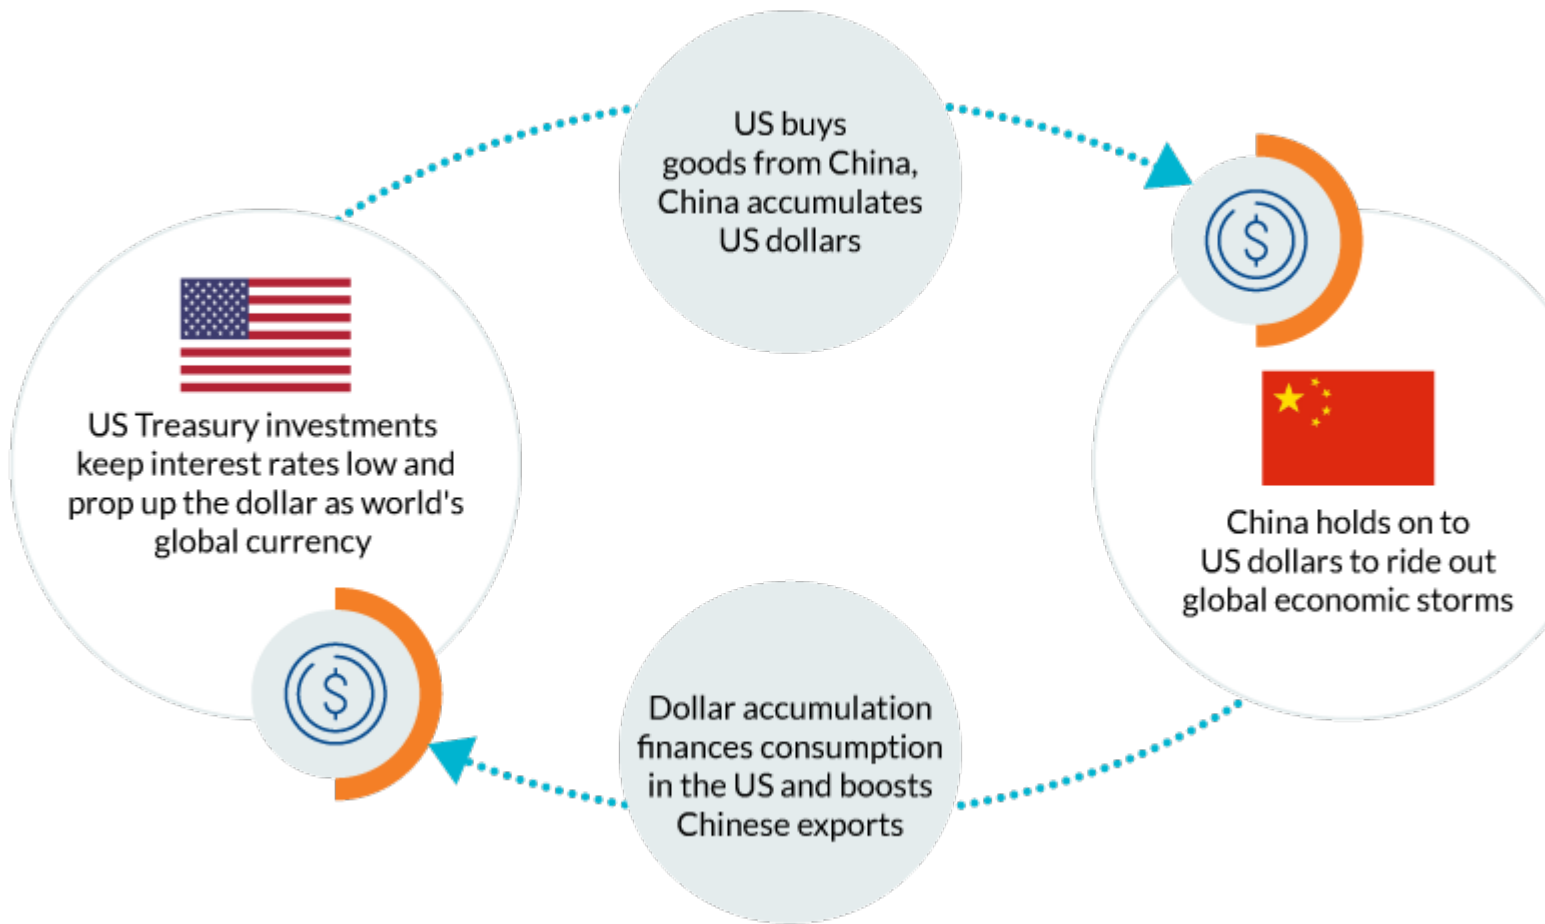 US buys
goods from China,
China accumulates
US dollars
$
US Treasury investments
keep interest rates low and
prop up the dollar as world's
global currency
China holds on to
US dollars to ride out
global economic storms
$
Dollar accumulation
finances consumption
in the US and boosts
Chinese exports